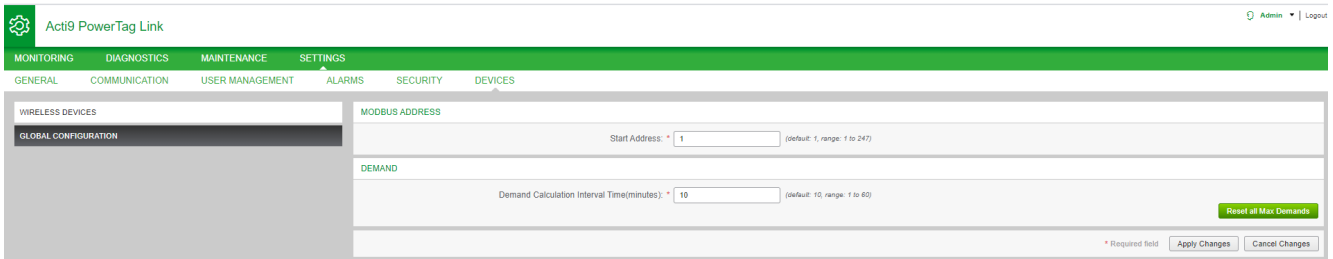 Acti9 PowerTag Link
Admin ▼ | Logout
MONITORING DIAGNOSTICS MAINTENANCE SETTINGS
GENERAL COMMUNICATION USER MANAGEMENT ALARMS SECURITY DEVICES
WIRELESS DEVICES
GLOBAL CONFIGURATION
MODBUS ADDRESS
Start Address: * 1 (default: 1, range: 1 to 247)
DEMAND
Demand Calculation Interval Time(minutes): * 10 (default: 10, range: 1 to 60)
Reset all Max Demands
* Required field Apply Changes Cancel Changes